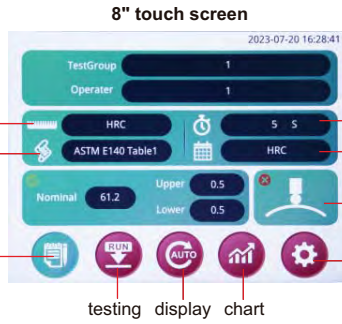 8" touch screen
2023-07-20 16:28:41
TestGroup 1
Operater 1
HRC 5 S
ASTM E140 Table1 HRC
Nominal 61.2 Upper 0.5
Lower 0.5
RUN AUTO
testing display chart